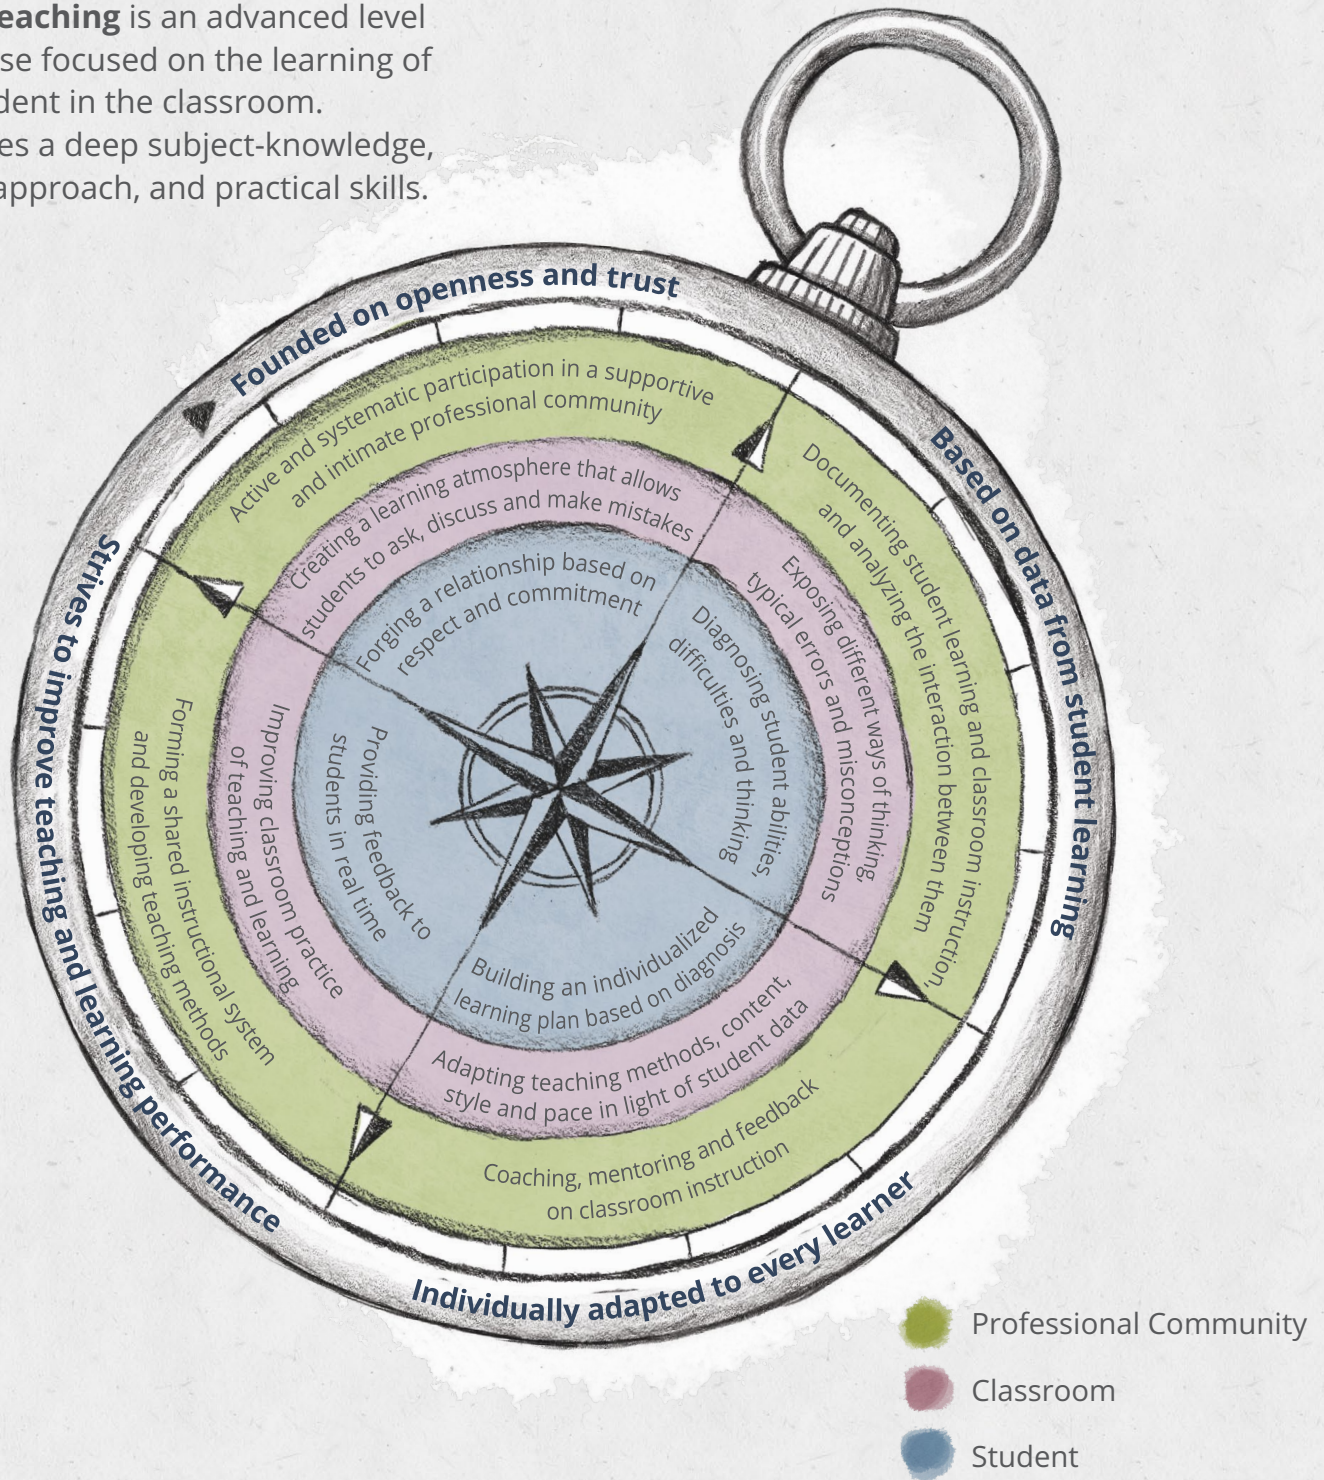 eaching is an advanced level
se focused on the learning of
dent in the classroom.
es a deep subject-knowledge,
approach, and practical skills.
Founded on openness and trust
Active and systematic participation in a supportive
and intimate professional community
Creating a learning atmosphere that allows
students to ask, discuss and make mistakes
Forging a relationship based on
respect and commitment
Based on data from student learning
Documenting student learning and classroom instruction,
and analyzing the interaction between them
Exposing different ways of thinking,
typical errors and misconceptions
Diagnosing student abilities,
difficulties and thinking
Individually adapted to every learner
Building an individualized
learning plan based on diagnosis
Adapting teaching methods, content,
style and pace in light of student data
Coaching, mentoring and feedback
on classroom instruction
Strives to improve teaching and learning performance
Providing feedback to
students in real time
Improving classroom practice
of teaching and learning
Forming a shared instructional system
and developing teaching methods
Professional Community
Classroom
Student